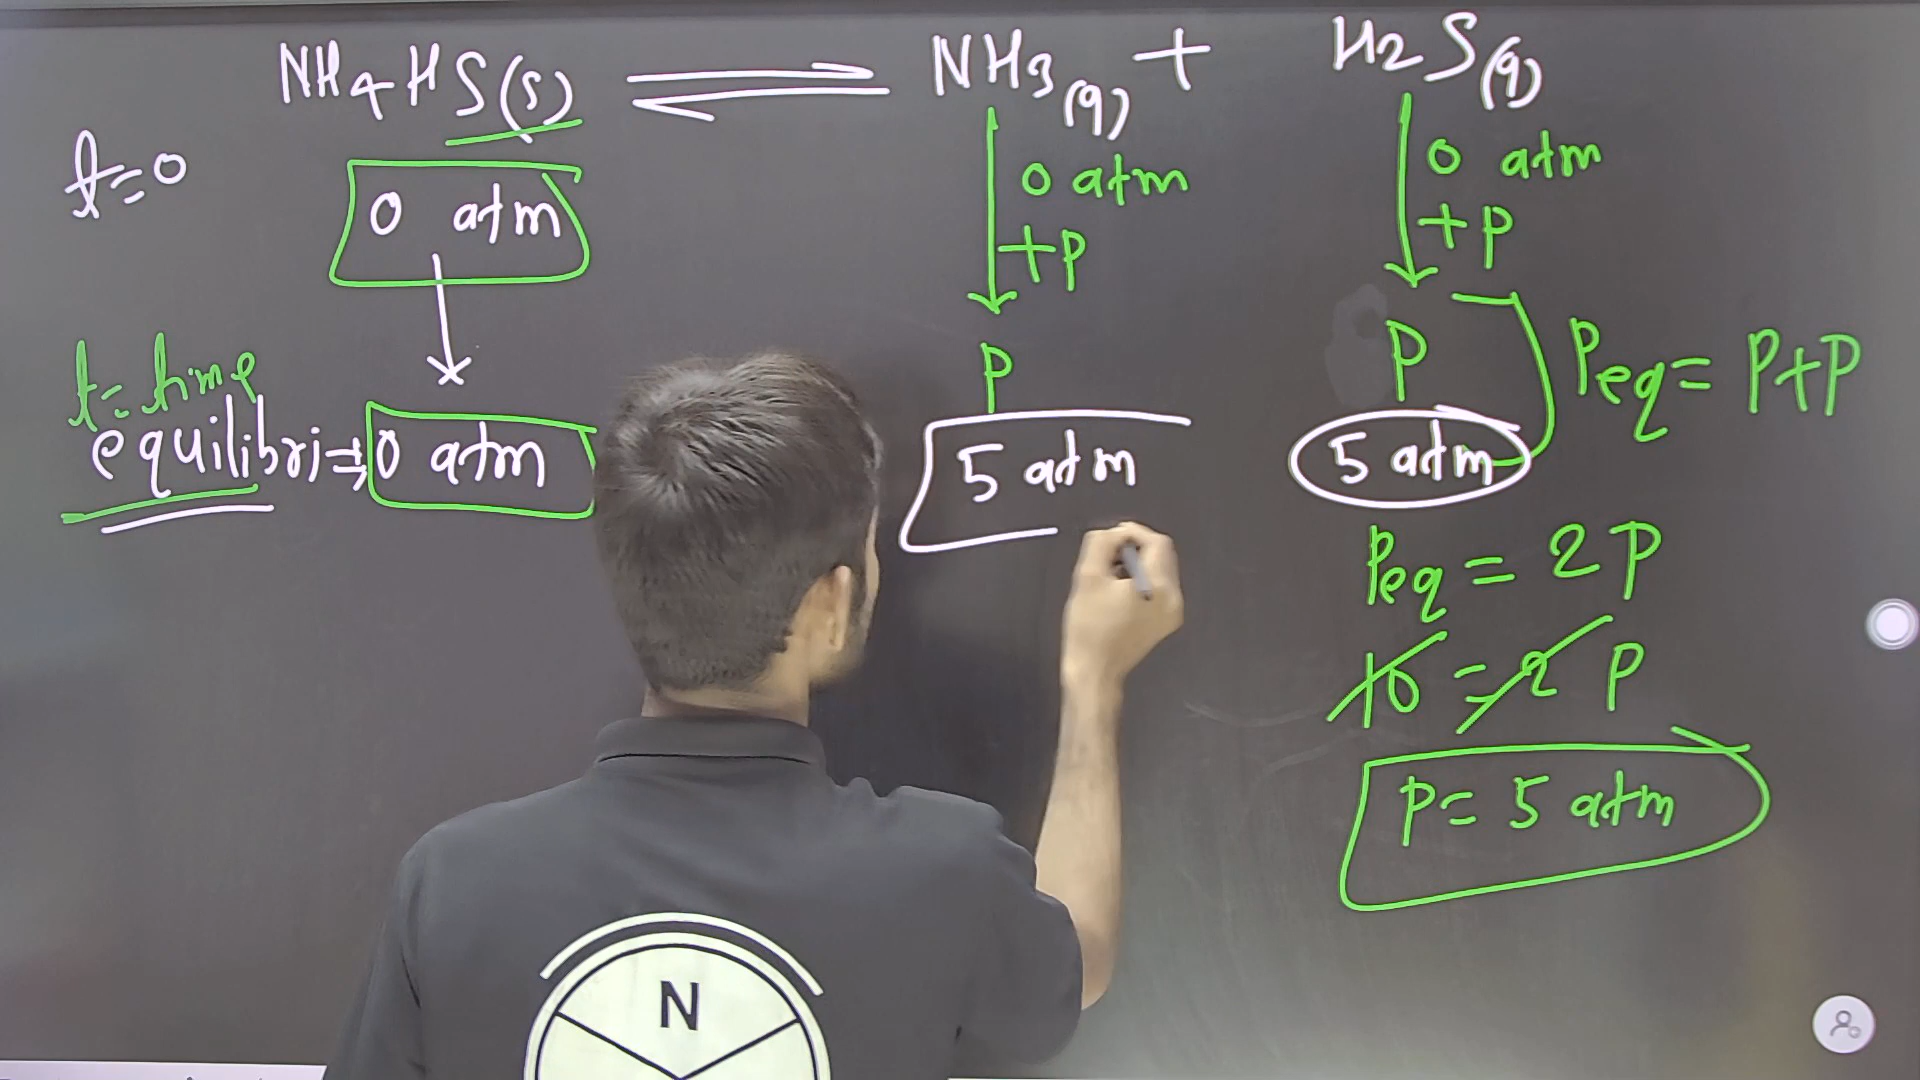 NH4HS(s) ⇌ NH3(g) + H2S(g)
t=0
0 atm
0 atm
+P
0 atm
+P
t= time
equilibri⇒
0 atm
P
5 atm
P
5 atm
Peq = P+P
Peq = 2P
10 = 2 P
P= 5 atm
N